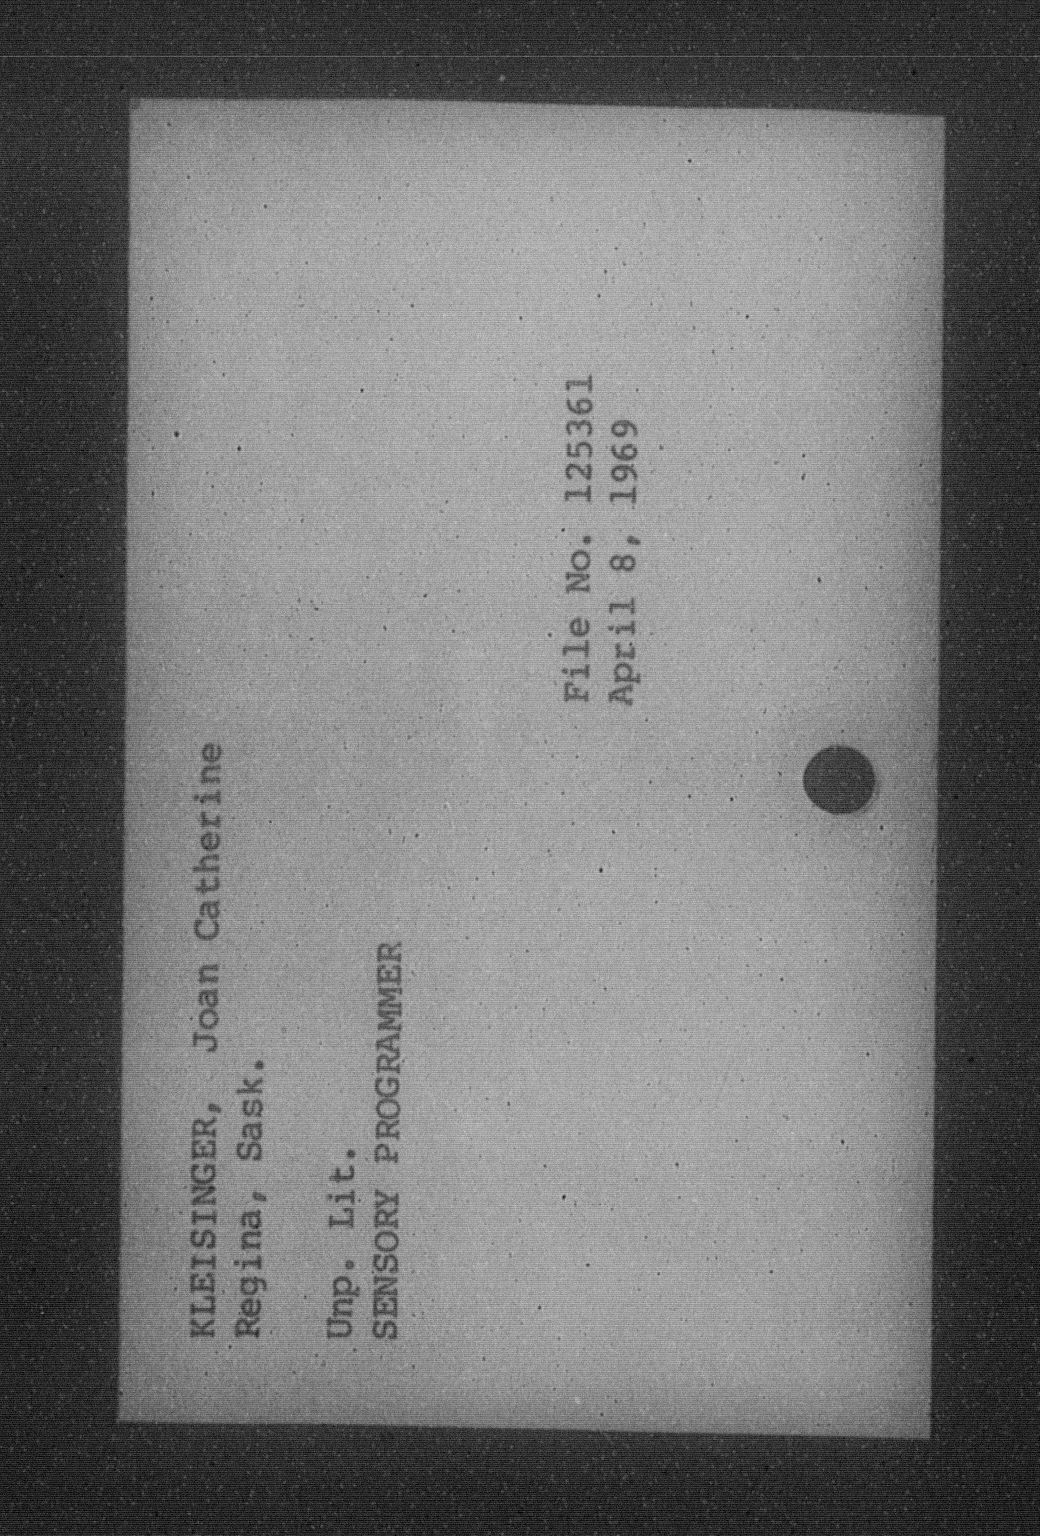 KLEISINGER, Joan Catherine
Regina, Sask.
Unp. Lit.
SENSORY PROGRAMMER
File No. 125361
April 8, 1969